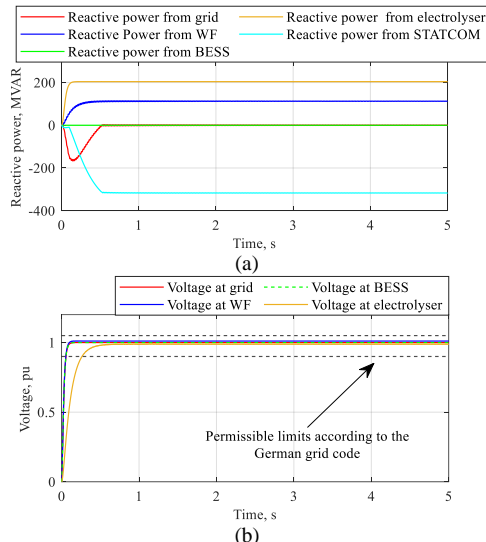 Reactive power from grid
Reactive power from electrolyser
Reactive Power from WF
Reactive power from STATCOM
Reactive power from BESS
Reactive power, MVAR
200
0
-200
-400
0
1
2
3
4
5
Time, s
(a)
Voltage at grid
Voltage at BESS
Voltage at WF
Voltage at electrolyser
Voltage, pu
1
0.5
0
Permissible limits according to the
German grid code
0
1
2
3
4
5
Time, s
(b)